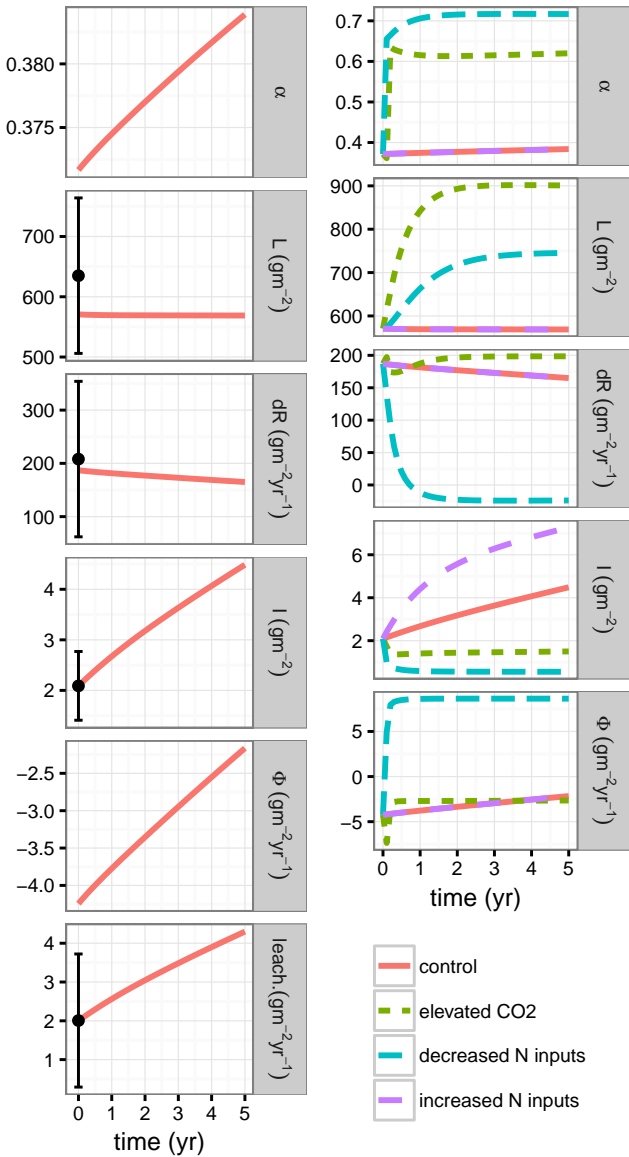 0.380
0.375
α
700
600
500
L (gm⁻²)
300
200
100
dR (gm⁻²yr⁻¹)
4
3
2
I (gm⁻²)
−2.5
−3.0
−3.5
−4.0
Φ (gm⁻²yr⁻¹)
4
3
2
1
leach.(gm⁻²yr⁻¹)
0 1 2 3 4 5
time (yr)
0.7
0.6
0.5
0.4
α
900
800
700
600
L (gm⁻²)
200
150
100
50
0
dR (gm⁻²yr⁻¹)
6
4
2
I (gm⁻²)
5
0
−5
Φ (gm⁻²yr⁻¹)
0 1 2 3 4 5
time (yr)
control
elevated CO2
decreased N inputs
increased N inputs